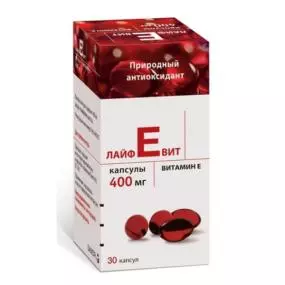 Природный
антиоксидант
ЛАЙФ Е ВИТ
капсулы
400 мг
ВИТАМИН Е
30 капсул